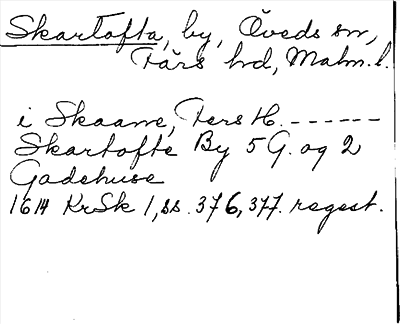 Skartofta, by, Öveds sn,
Färs hd, Malm. l.
i Skaane, Fers H. ------
Skartofte By 5 G. og 2
Gadehuse
1614 KrSk 1, ss. 376, 377. regest.